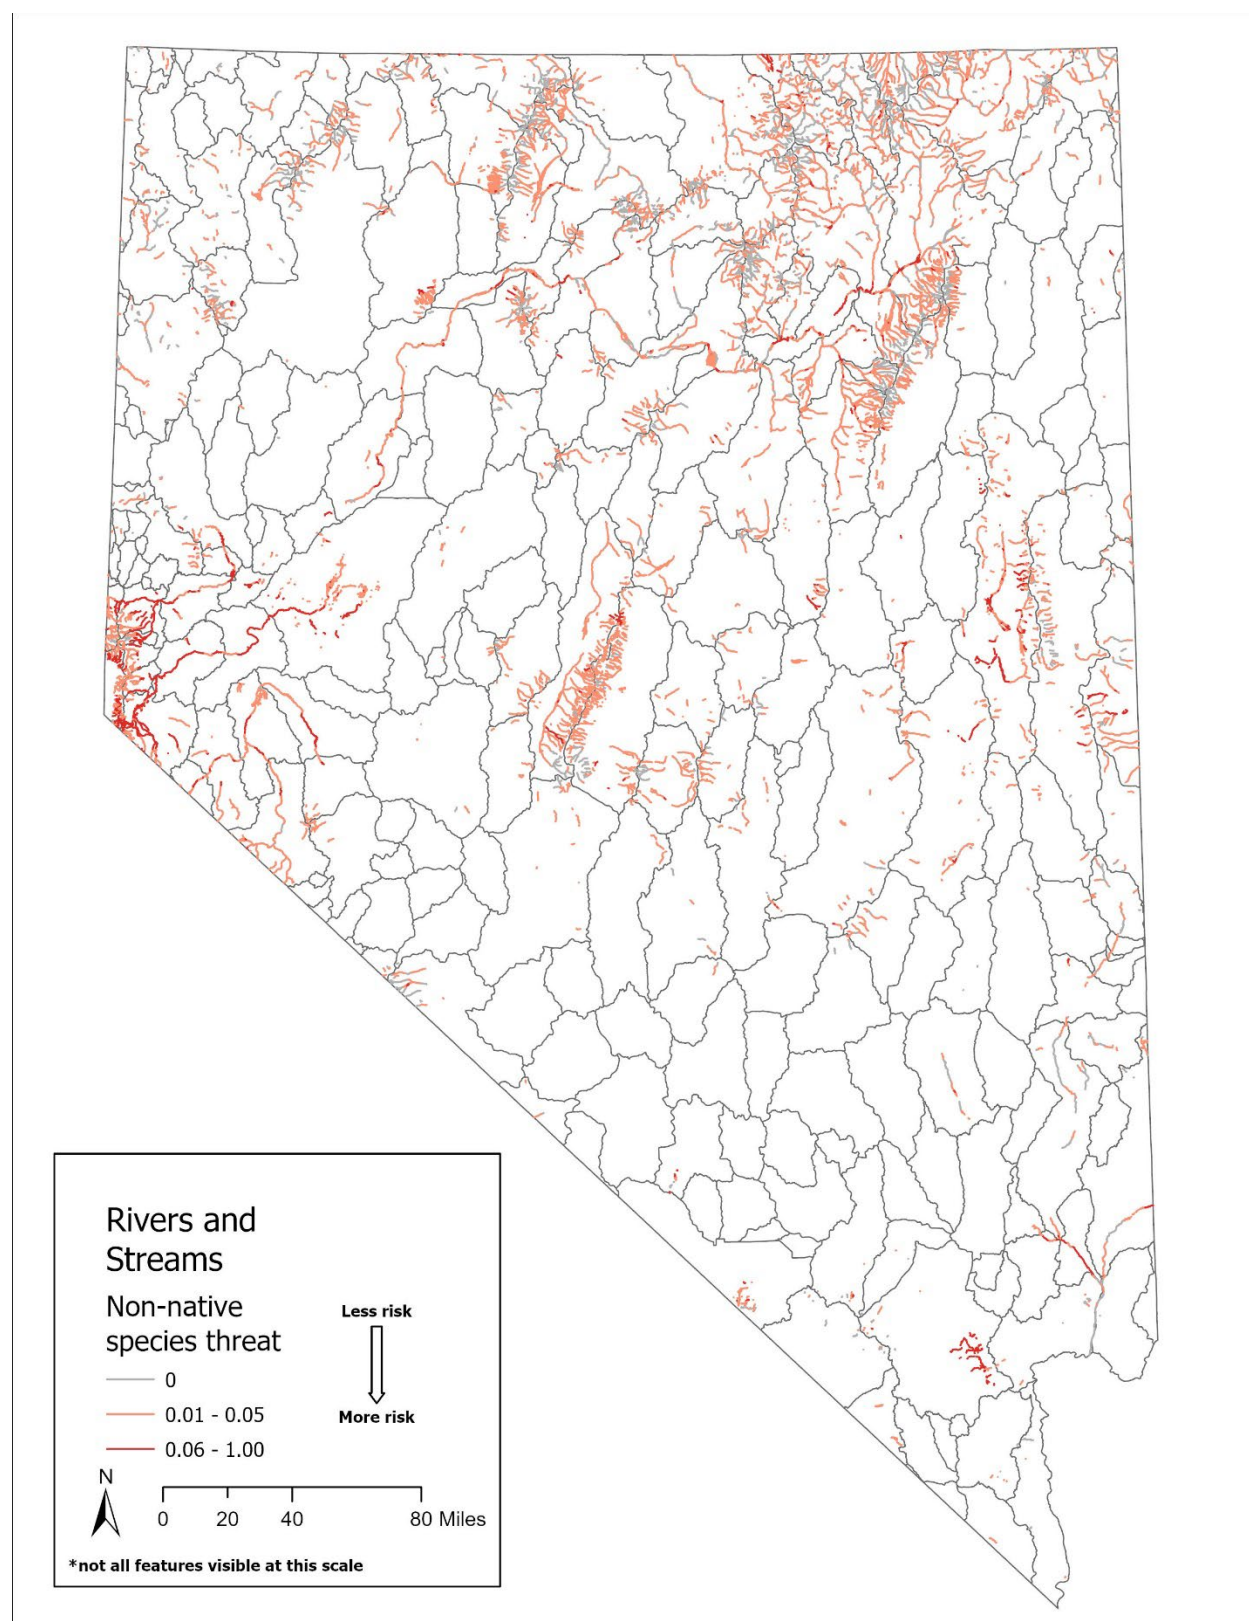 Rivers and
Streams
Non-native
species threat
0
0.01 - 0.05
0.06 - 1.00
Less risk
More risk
N
0 20 40 80 Miles
*not all features visible at this scale